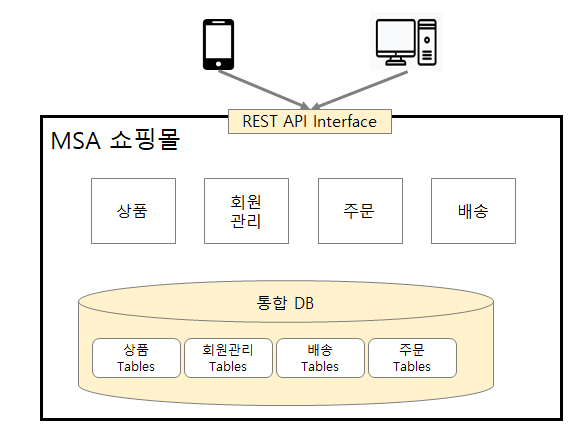 REST API Interface
MSA 쇼핑몰
상품
회원
관리
주문
배송
통합 DB
상품
Tables
회원관리
Tables
배송
Tables
주문
Tables